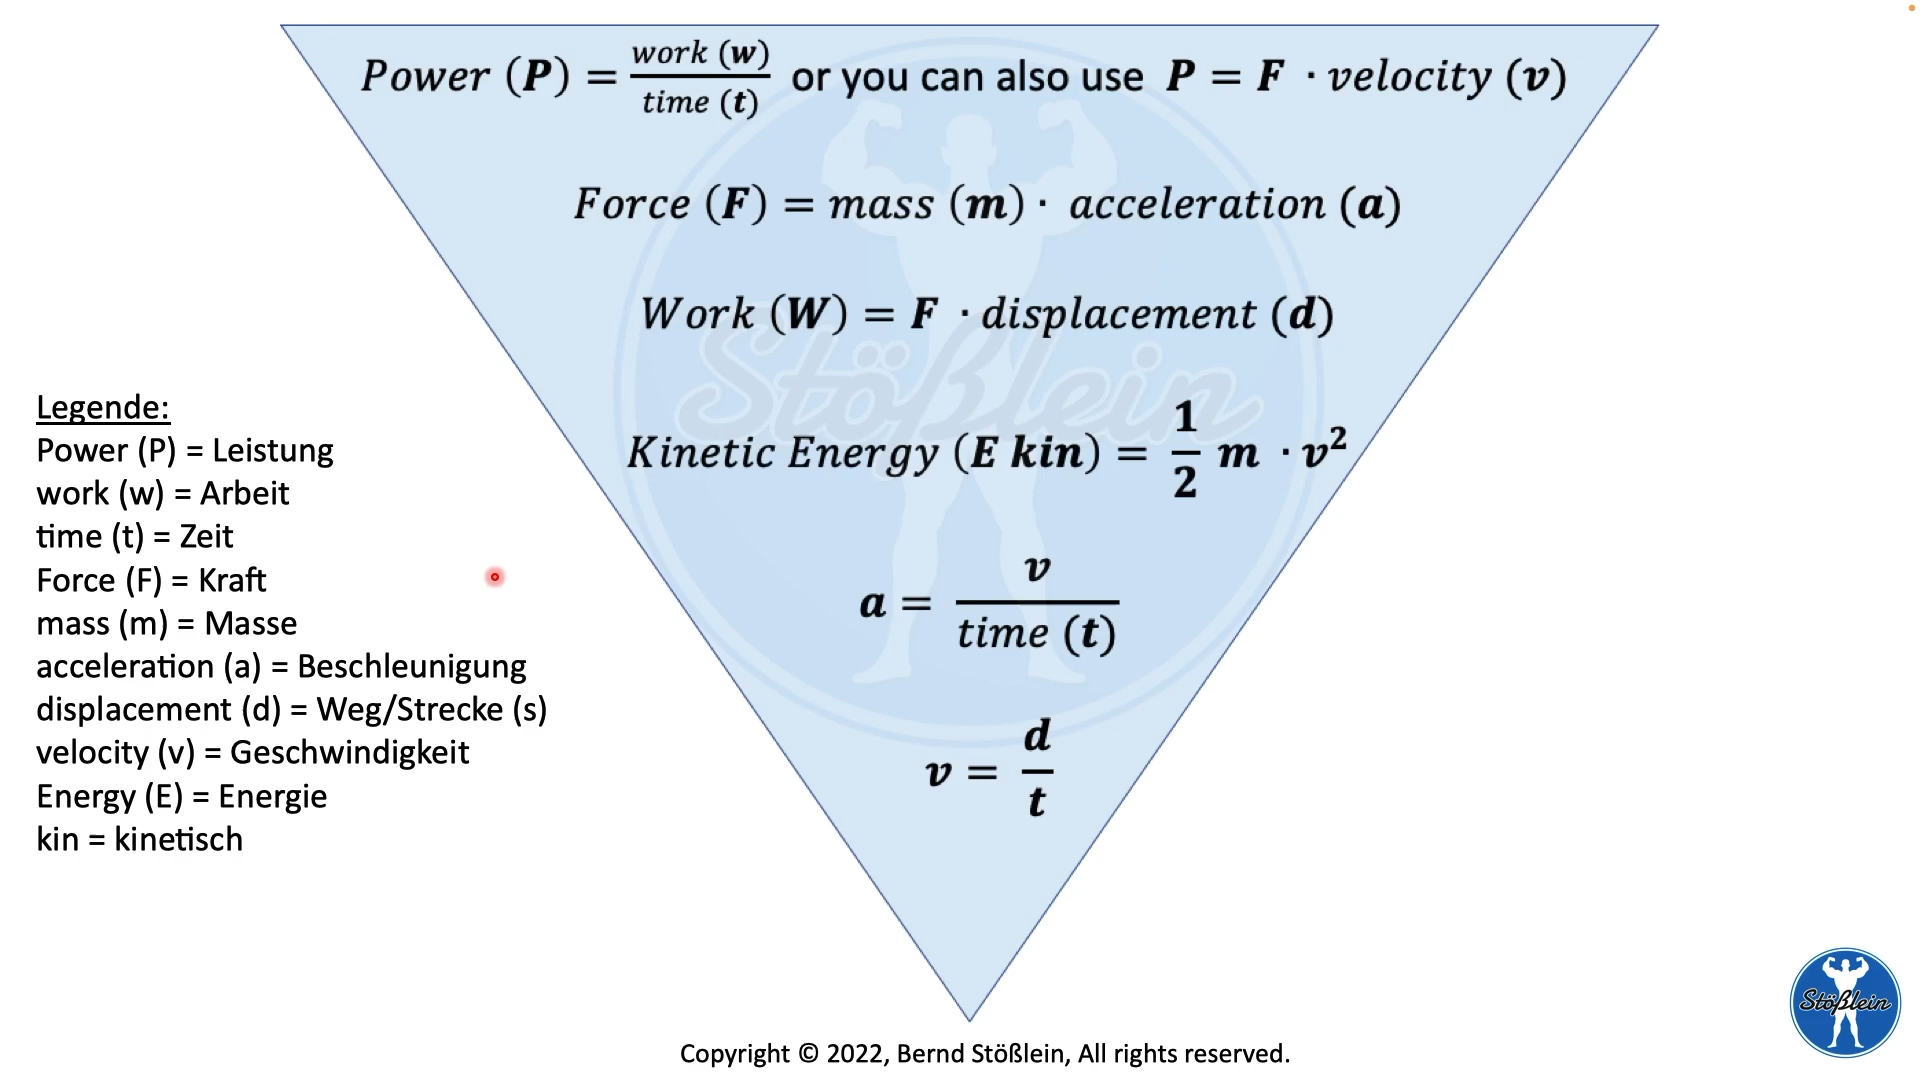 Power (P) = work (w) / time (t) or you can also use P = F · velocity (v)
Force (F) = mass (m) · acceleration (a)
Work (W) = F · displacement (d)
Kinetic Energy (E kin) = 1/2 m · v²
a = v / time (t)
v = d / t
Legende:
Power (P) = Leistung
work (w) = Arbeit
time (t) = Zeit
Force (F) = Kraft
mass (m) = Masse
acceleration (a) = Beschleunigung
displacement (d) = Weg/Strecke (s)
velocity (v) = Geschwindigkeit
Energy (E) = Energie
kin = kinetisch
Stößlein
Stößlein
Copyright © 2022, Bernd Stößlein, All rights reserved.